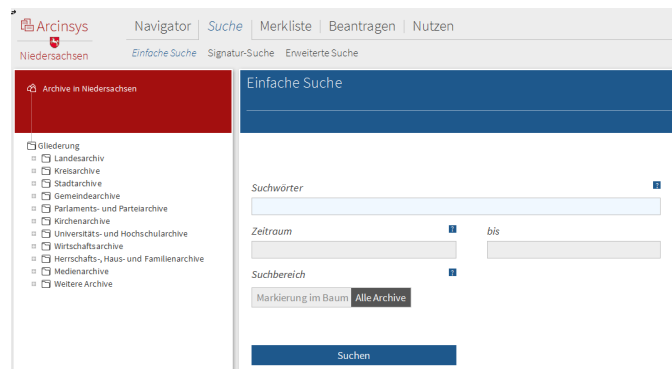 Arcinsys
Niedersachsen
Navigator Suche Merkliste Beantragen Nutzen
Einfache Suche Signatur-Suche Erweiterte Suche
Archive in Niedersachsen
Gliederung
Landesarchiv
Kreisarchive
Stadtarchive
Gemeindearchive
Parlaments- und Parteiarchive
Kirchenarchive
Universitäts- und Hochschularchive
Wirtschaftsarchive
Herrschafts-, Haus- und Familienarchive
Medienarchive
Weitere Archive
Einfache Suche
Suchwörter ?
Zeitraum ? bis
Suchbereich ?
Markierung im Baum Alle Archive
Suchen